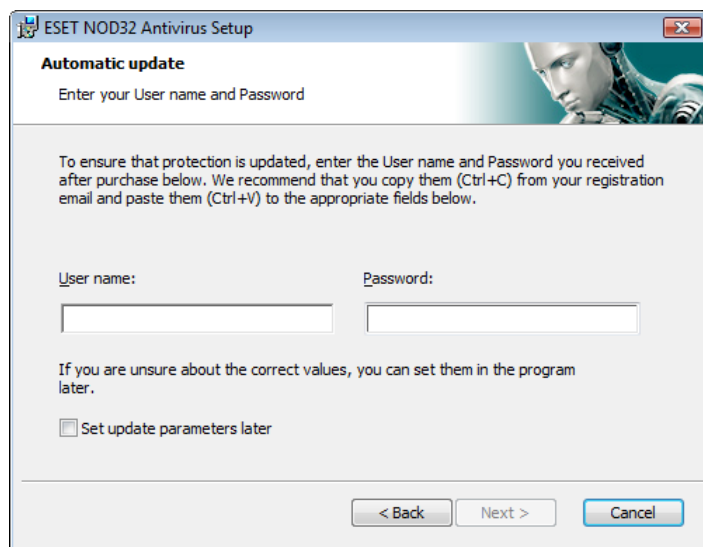 ESET NOD32 Antivirus Setup
Automatic update
Enter your User name and Password
To ensure that protection is updated, enter the User name and Password you received
after purchase below. We recommend that you copy them (Ctrl+C) from your registration
email and paste them (Ctrl+V) to the appropriate fields below.
User name: Password:
If you are unsure about the correct values, you can set them in the program
later.
Set update parameters later
< Back Next > Cancel